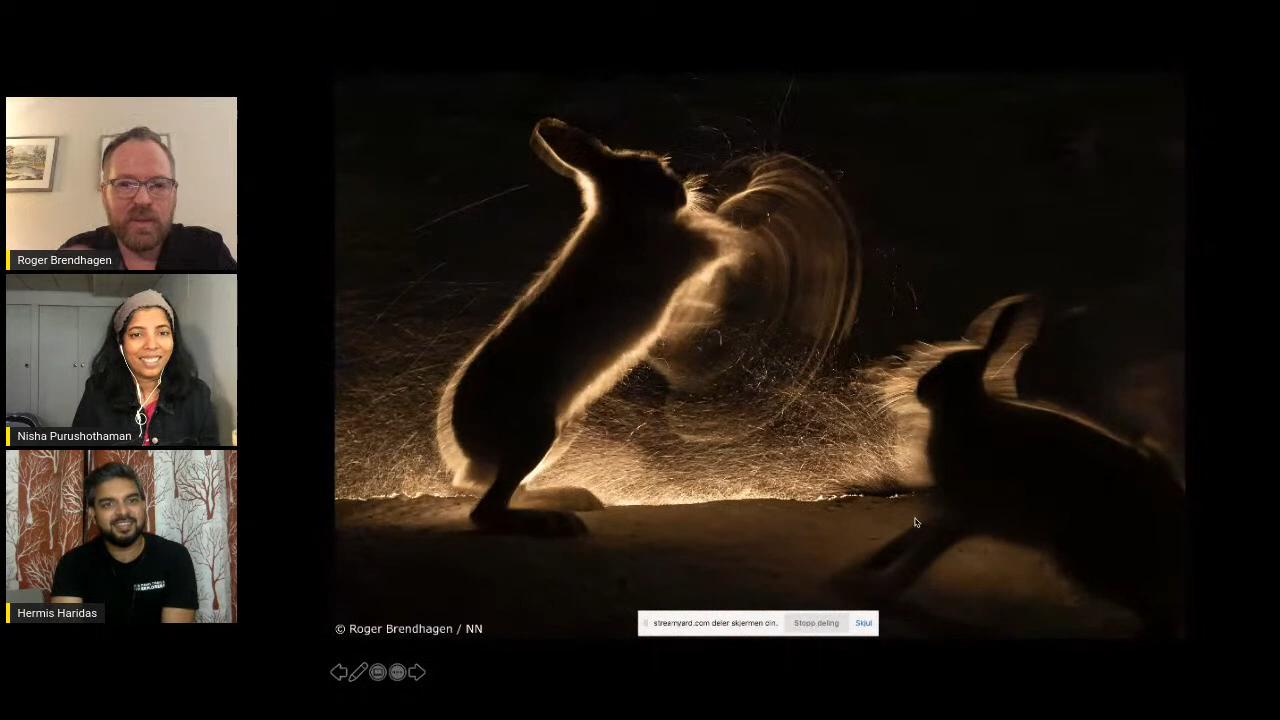 Roger Brendhagen
Nisha Purushothaman
Hermis Haridas
streamyard.com deler skjermen din.
Stopp deling
Skjul
© Roger Brendhagen / NN